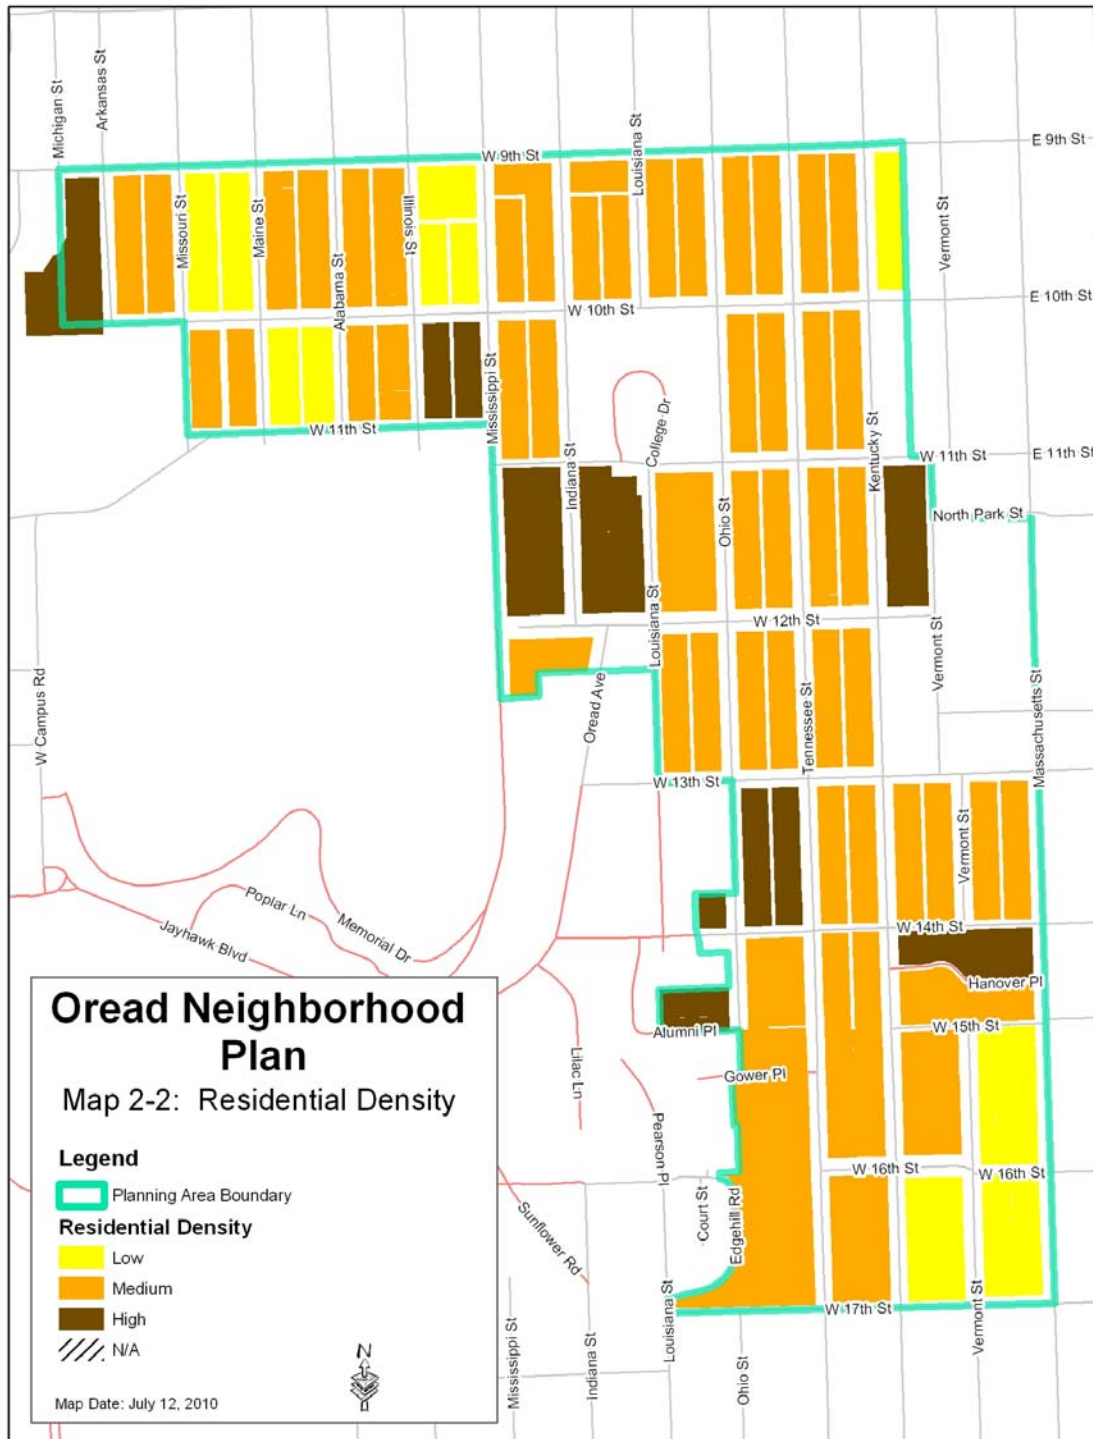 Michigan St
Arkansas St
Louisiana St
E 9th St
W 9th St
Missouri St
Maine St
Illinois St
Vermont St
Alabama St
E 10th St
W 10th St
Mississippi St
College Dr
W 11th St
Indiana St
Kentucky St
W 11th St
E 11th St
Ohio St
North Park St
Louisiana St
W 12th St
Vermont St
W Campus Rd
Oread Ave
Tennessee St
Massachusetts St
W 13th St
Vermont St
Poplar Ln
Memorial Dr
Jayhawk Blvd
W 14th St
Hanover Pl
Alumni Pl
W 15th St
Lilac Ln
Gower Pl
Pearson Pl
W 16th St
W 16th St
Court St
Edgehill Rd
Sunflower Rd
W 17th St
Louisiana St
Vermont St
Mississippi St
Indiana St
Ohio St
Oread Neighborhood
Plan
Map 2-2: Residential Density
Legend
Planning Area Boundary
Residential Density
Low
Medium
High
N/A
N
Map Date: July 12, 2010